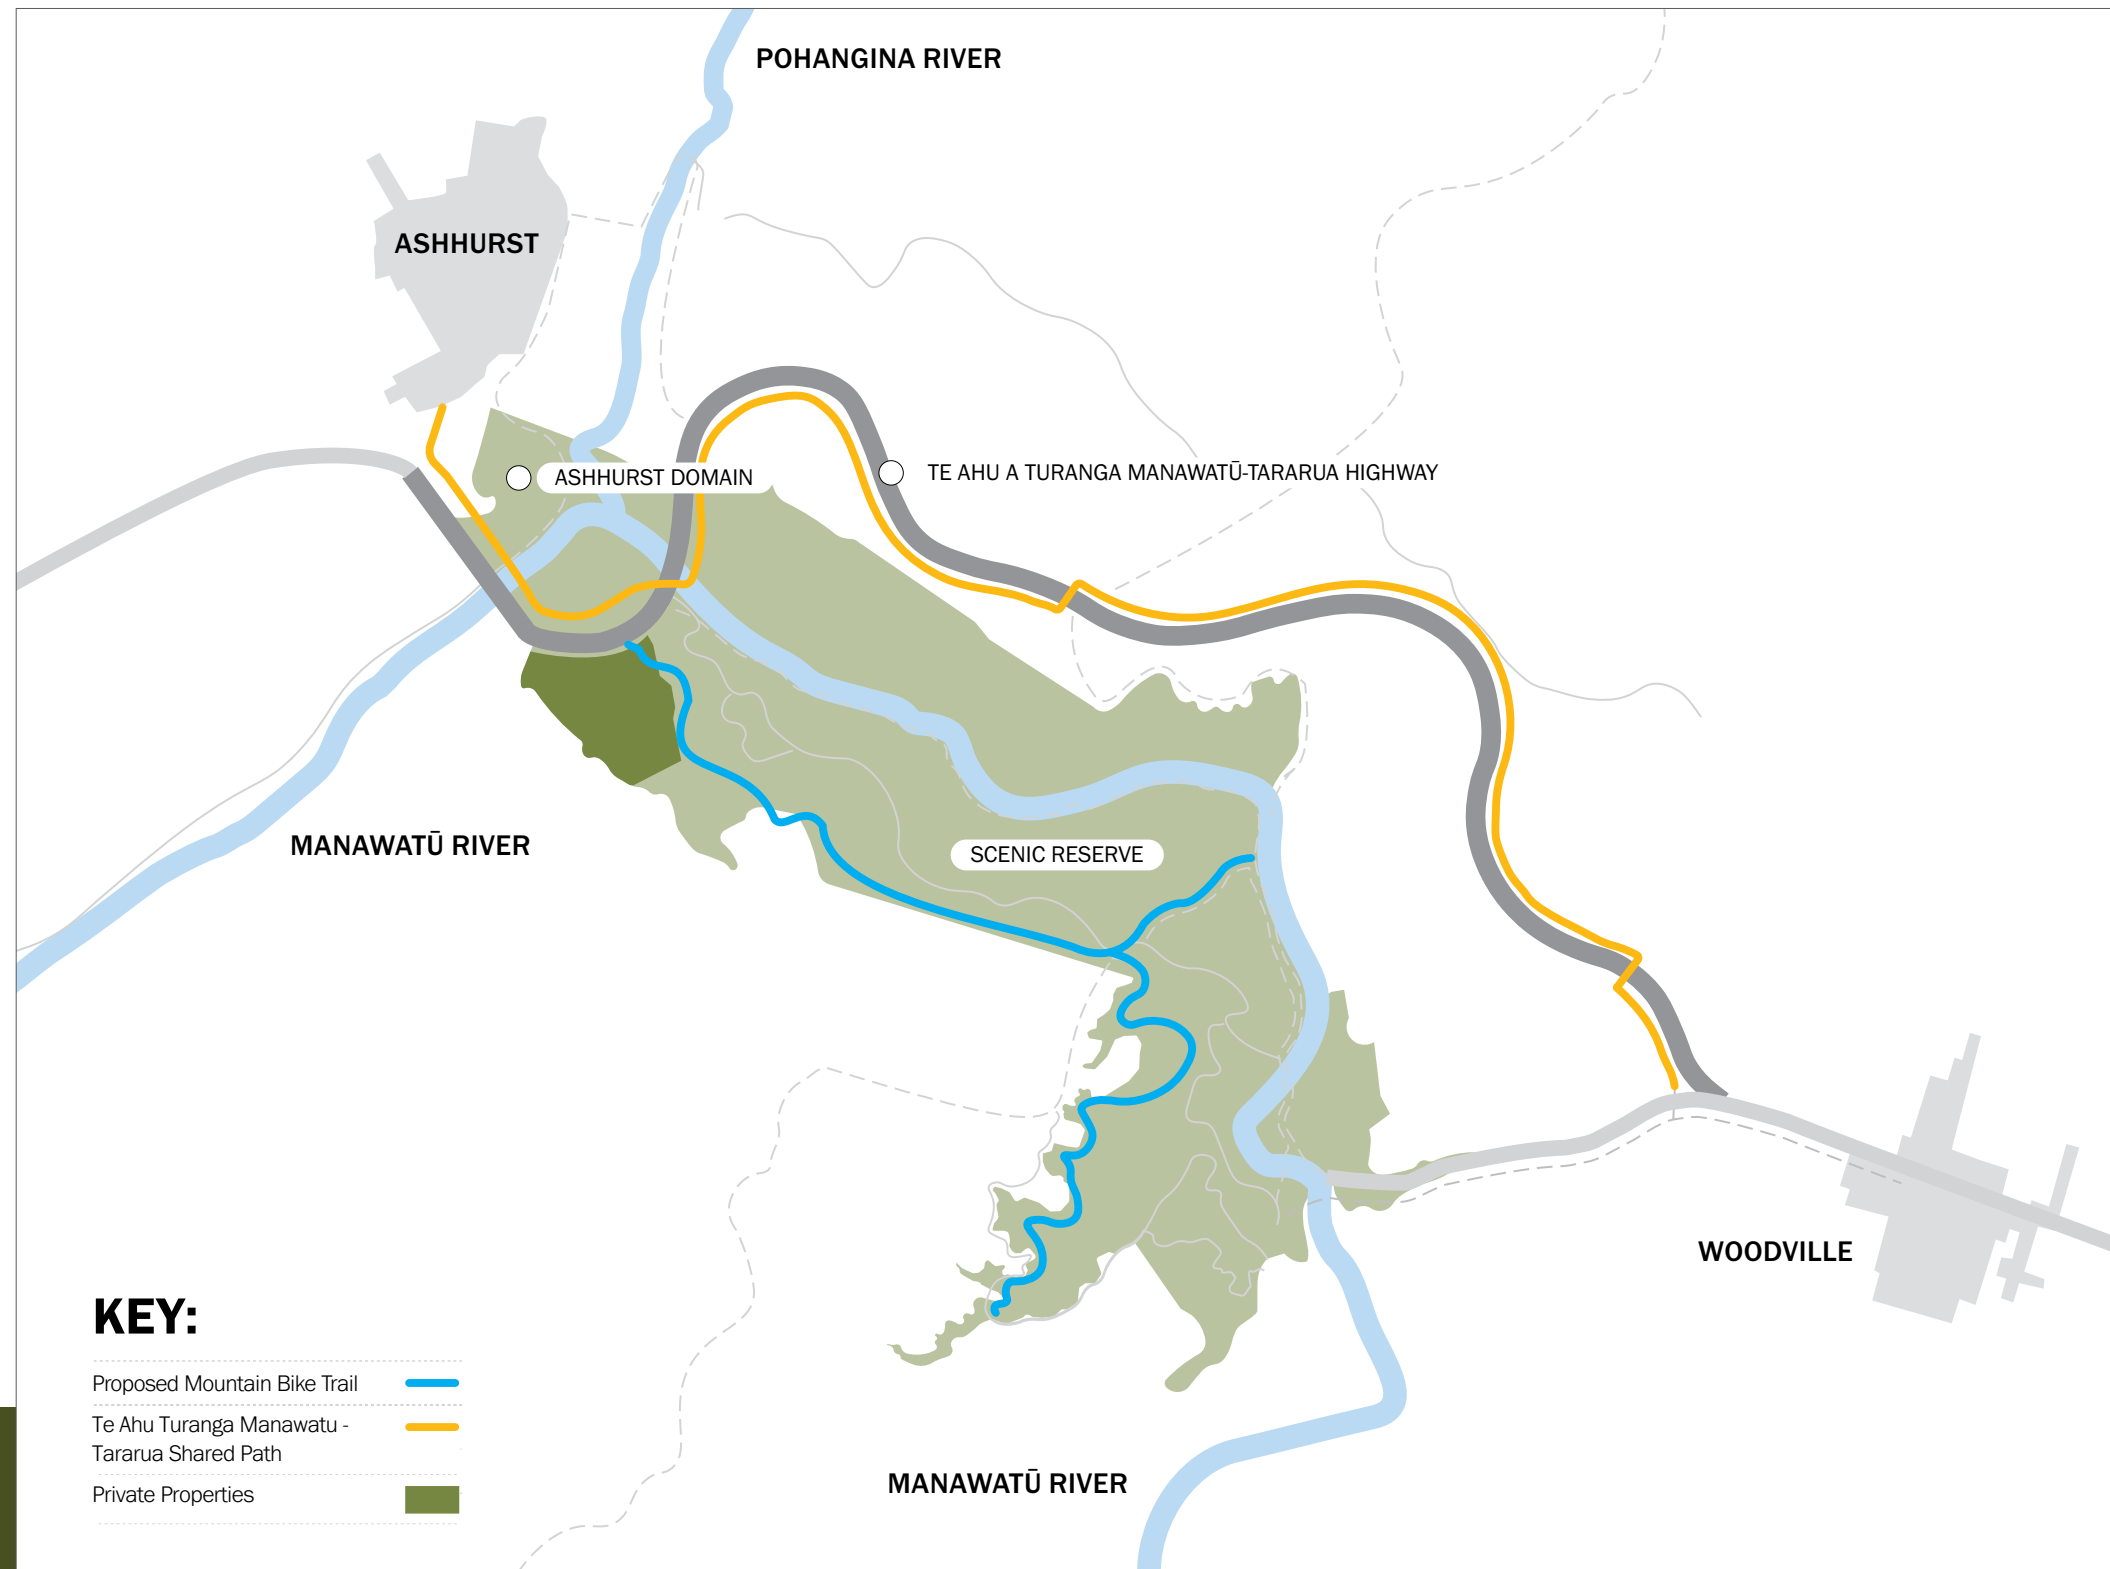 POHANGINA RIVER
ASHHURST
ASHHURST DOMAIN
TE AHU A TURANGA MANAWATŪ-TARARUA HIGHWAY
MANAWATŪ RIVER
SCENIC RESERVE
WOODVILLE
MANAWATŪ RIVER
KEY:
Proposed Mountain Bike Trail
Te Ahu Turanga Manawatu -
Tararua Shared Path
Private Properties